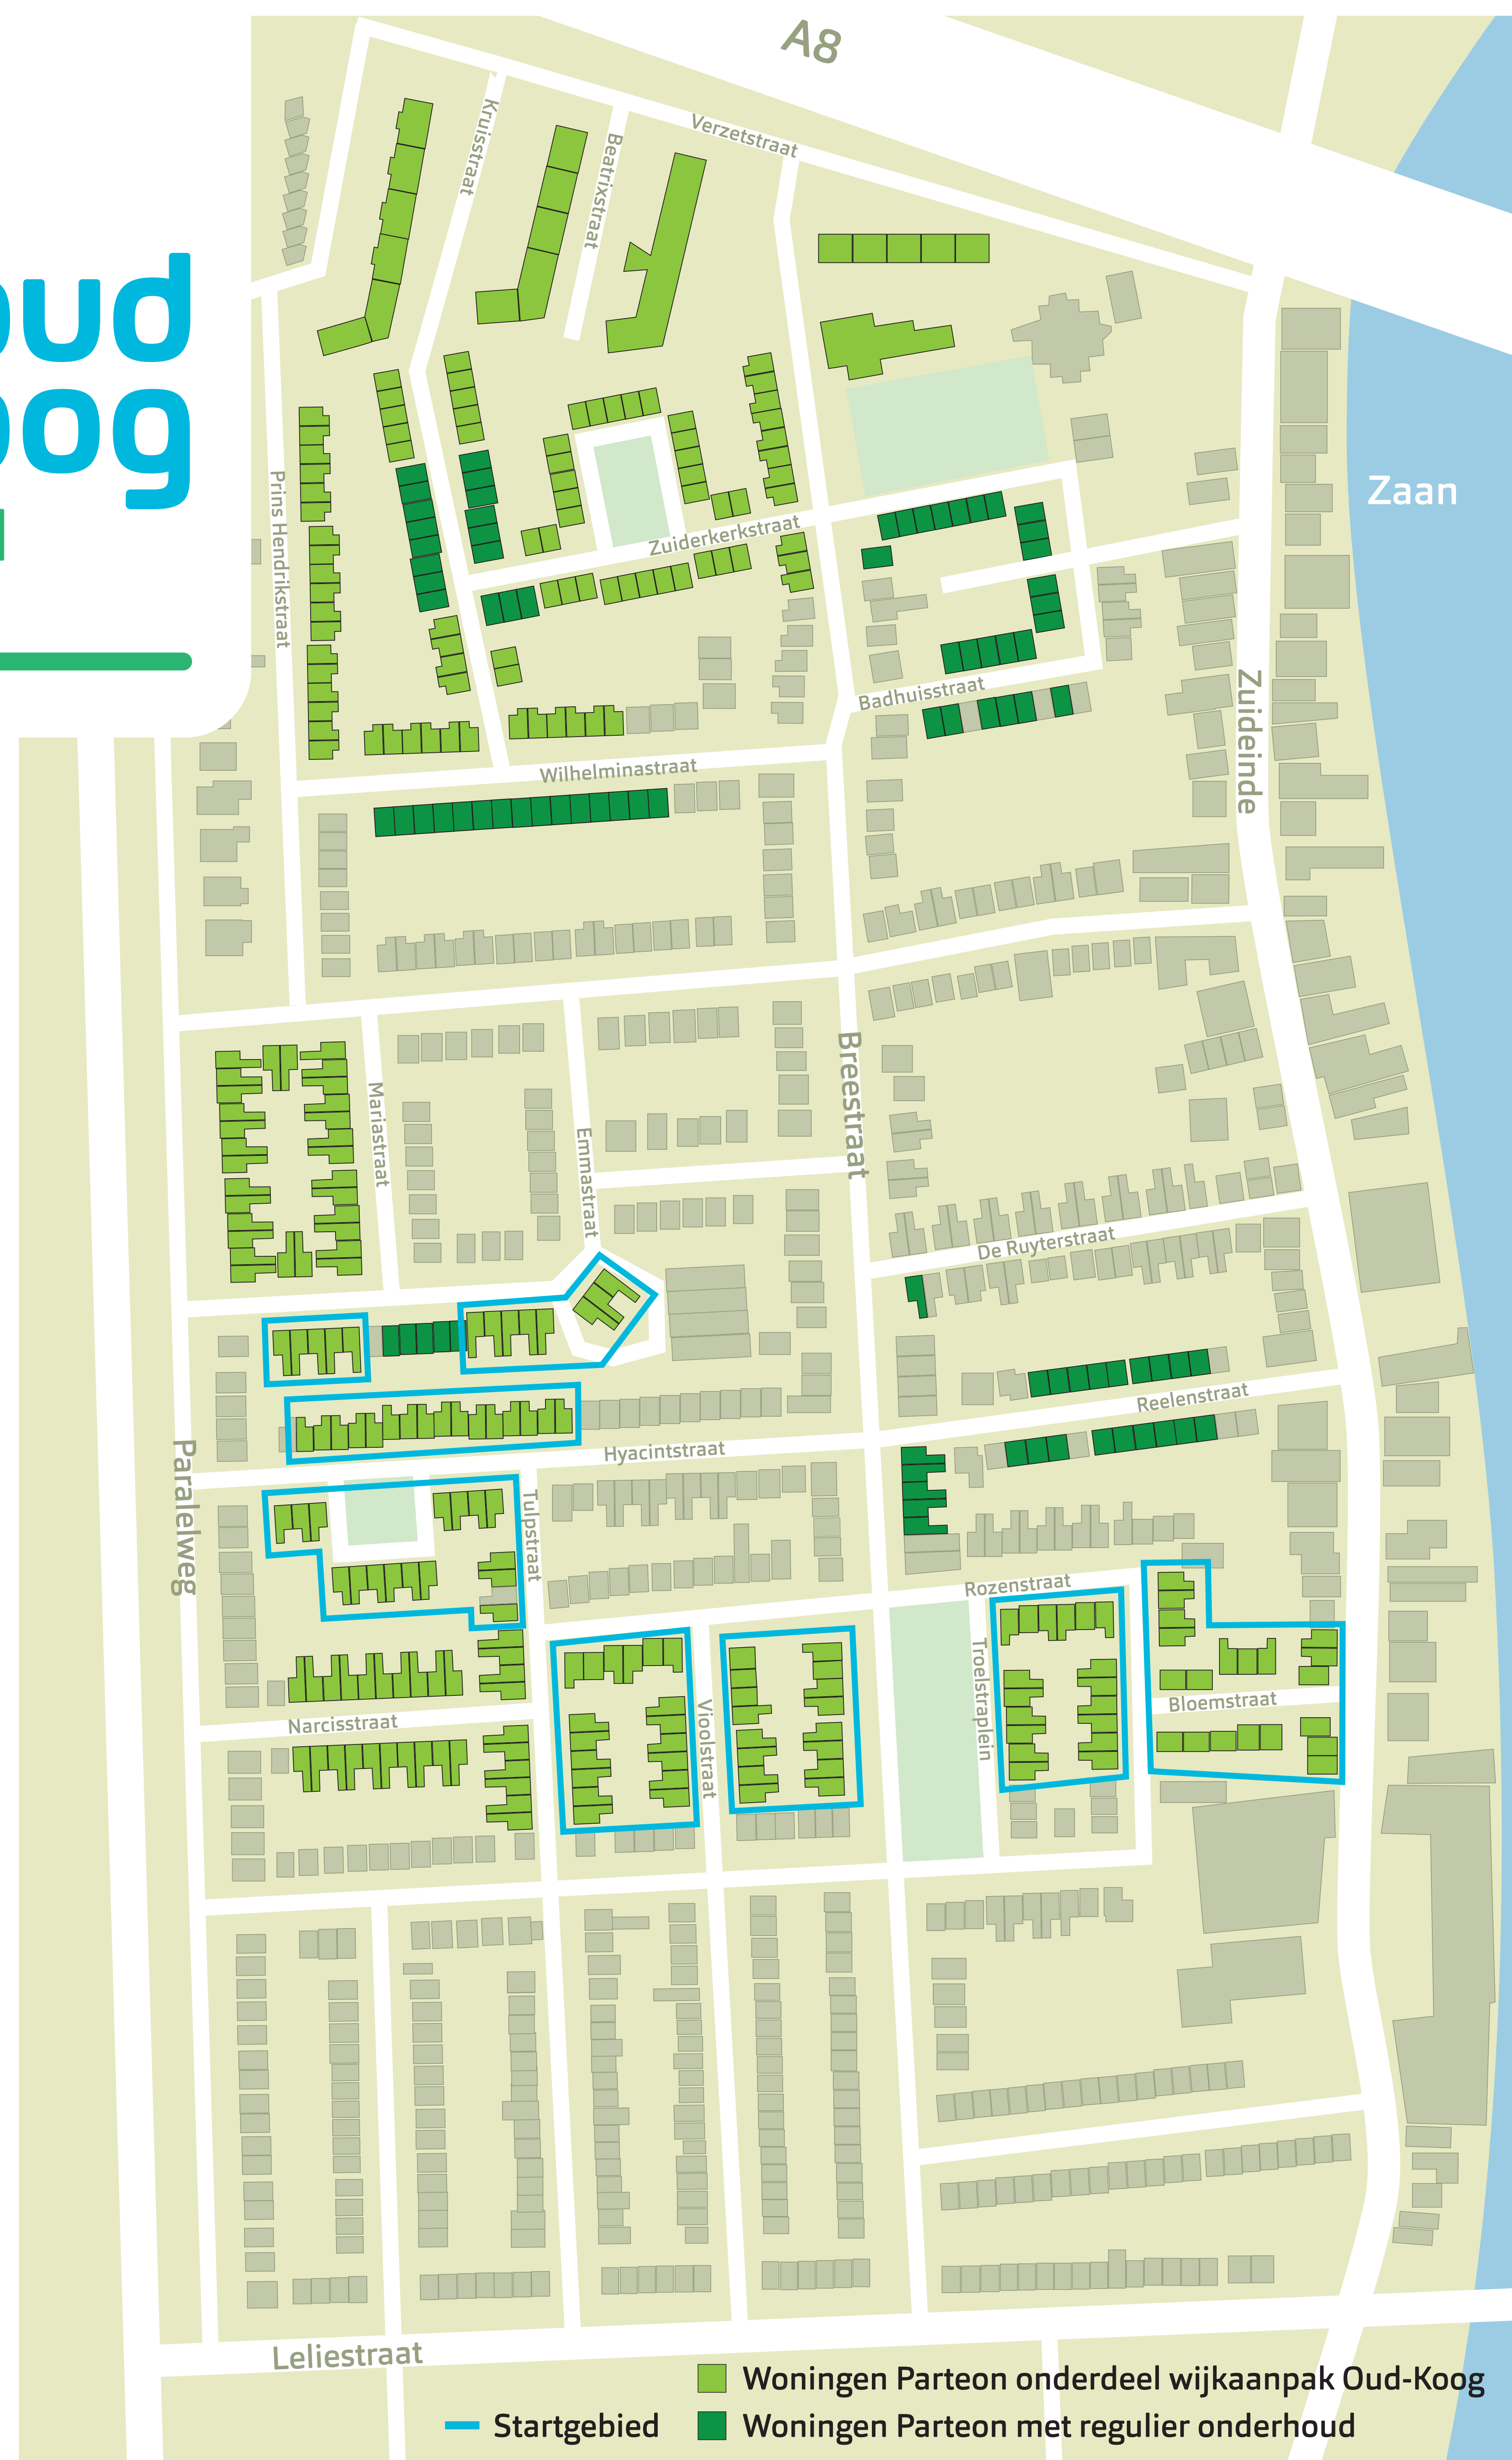 A8
Verzetstraat
Kruisstraat
Beatrixstraat
oud
oog
Zaan
Prins Hendrikstraat
Zuiderkerkstraat
Badhuisstraat
Zuideinde
Wilhelminastraat
Breestraat
Mariastraat
Emmastraat
De Ruyterstraat
Reelenstraat
Hyacintstraat
Paralelweg
Tulpstraat
Rozenstraat
Troelstraplein
Bloemstraat
Violstraat
Narcisstraat
Leliestraat
Woningen Parteon onderdeel wijkaanpak Oud-Koog
Startgebied
Woningen Parteon met regulier onderhoud